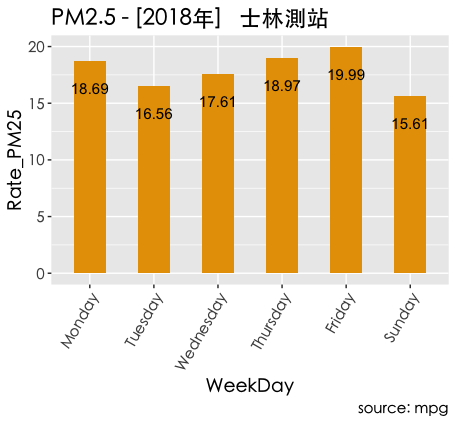 PM2.5 - [2018年] 士林測站
Rate_PM25
20
15
10
5
0
18.69
16.56
17.61
18.97
19.99
15.61
Monday
Tuesday
Wednesday
Thursday
Friday
Sunday
WeekDay
source: mpg